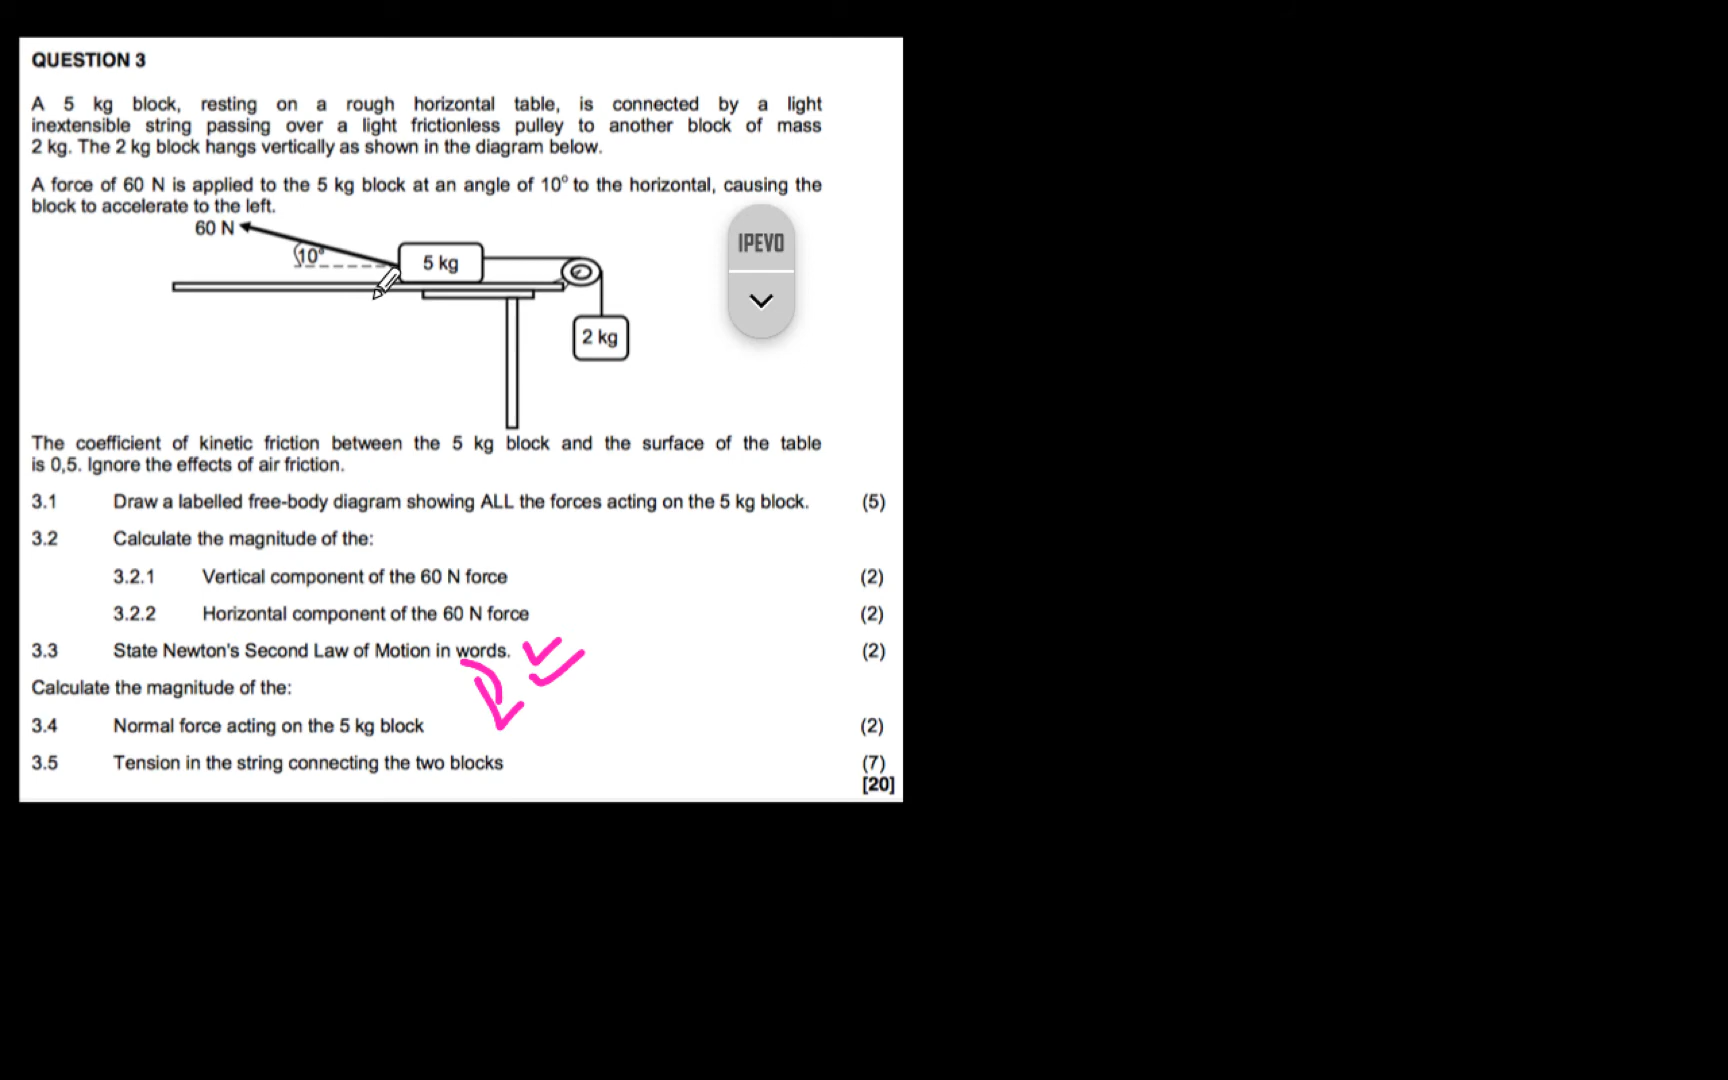 QUESTION 3
A 5 kg block, resting on a rough horizontal table, is connected by a light
inextensible string passing over a light frictionless pulley to another block of mass
2 kg. The 2 kg block hangs vertically as shown in the diagram below.
A force of 60 N is applied to the 5 kg block at an angle of 10° to the horizontal, causing the
block to accelerate to the left.
60 N
10°
5 kg
IPEVO
2 kg
The coefficient of kinetic friction between the 5 kg block and the surface of the table
is 0,5. Ignore the effects of air friction.
3.1 Draw a labelled free-body diagram showing ALL the forces acting on the 5 kg block. (5)
3.2 Calculate the magnitude of the:
3.2.1 Vertical component of the 60 N force (2)
3.2.2 Horizontal component of the 60 N force (2)
3.3 State Newton's Second Law of Motion in words. (2)
Calculate the magnitude of the:
3.4 Normal force acting on the 5 kg block (2)
3.5 Tension in the string connecting the two blocks (7)
[20]